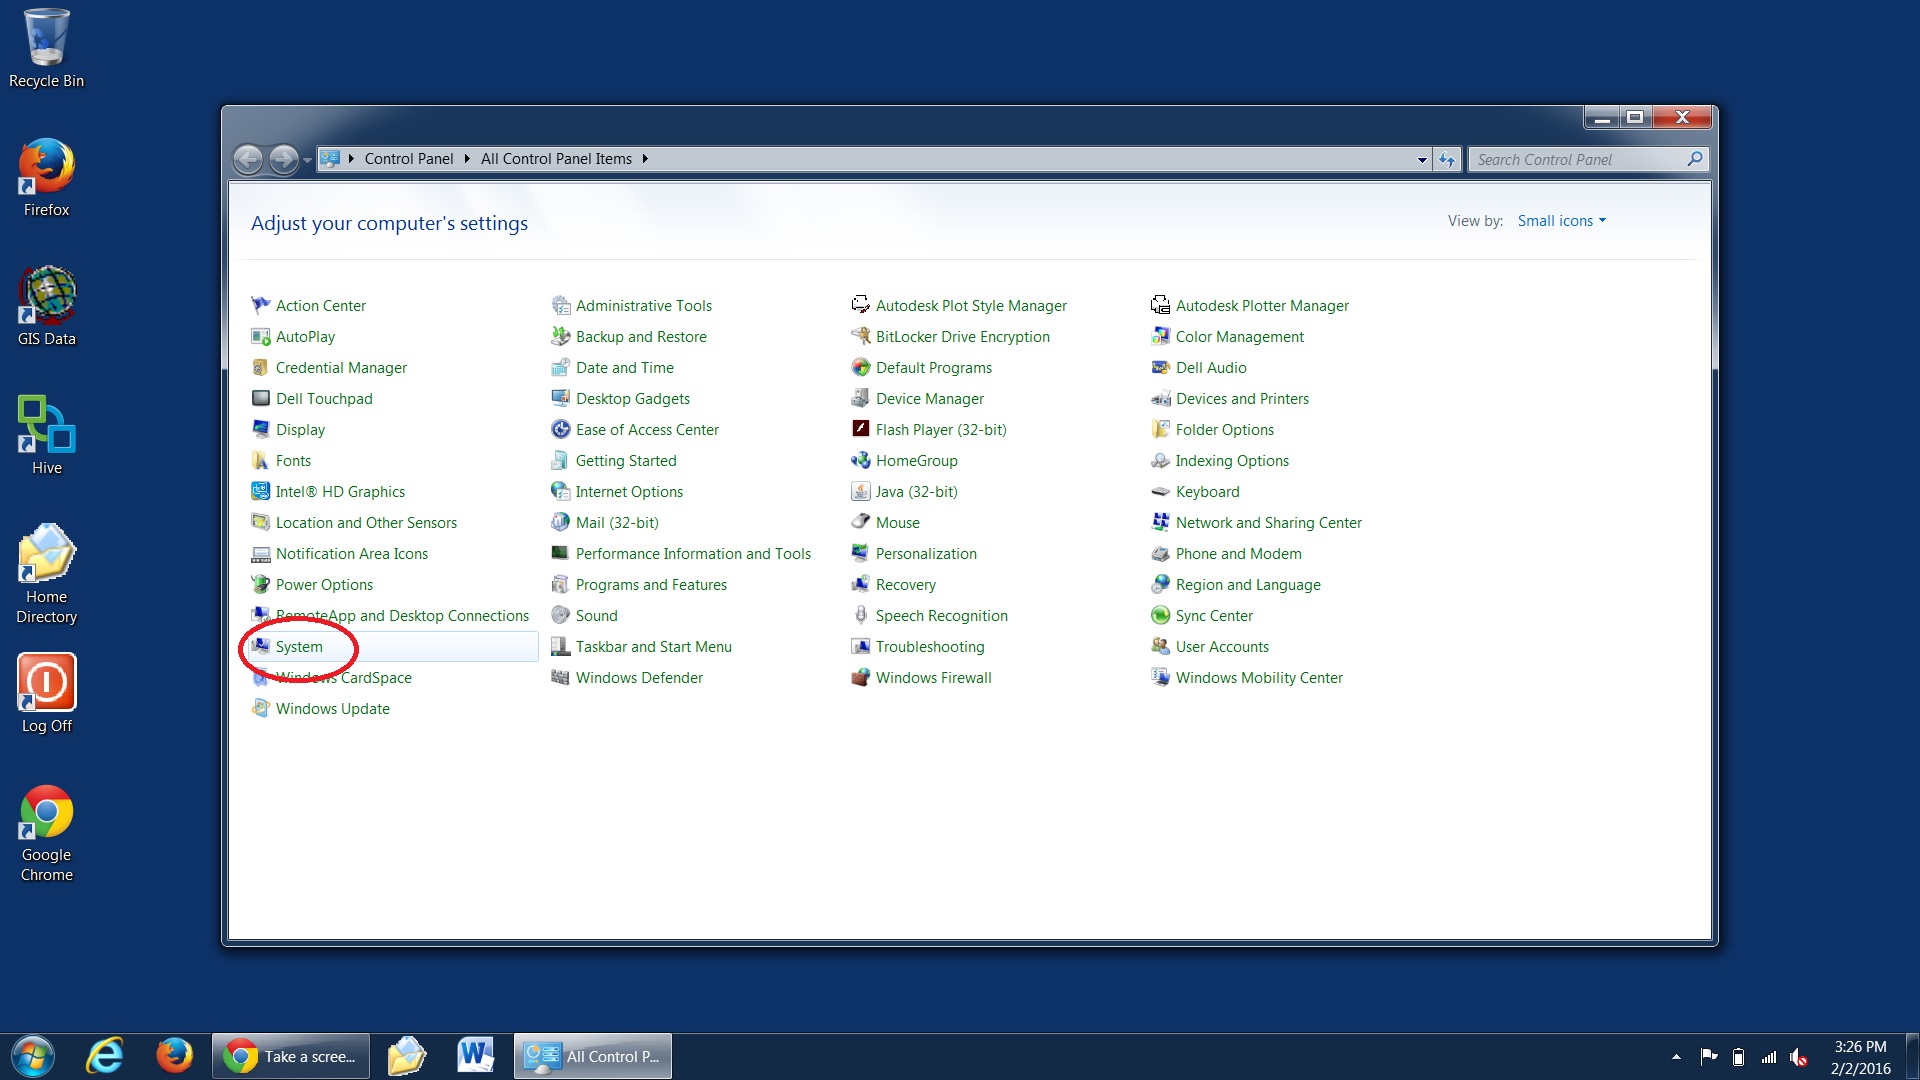 Recycle Bin
Firefox
GIS Data
Hive
Home
Directory
Log Off
Google
Chrome
Control Panel
All Control Panel Items
Search Control Panel
Adjust your computer's settings
View by: Small icons
Action Center
Administrative Tools
Autodesk Plot Style Manager
Autodesk Plotter Manager
AutoPlay
Backup and Restore
BitLocker Drive Encryption
Color Management
Credential Manager
Date and Time
Default Programs
Dell Audio
Dell Touchpad
Desktop Gadgets
Device Manager
Devices and Printers
Display
Ease of Access Center
Flash Player (32-bit)
Folder Options
Fonts
Getting Started
HomeGroup
Indexing Options
Intel® HD Graphics
Internet Options
Java (32-bit)
Keyboard
Location and Other Sensors
Mail (32-bit)
Mouse
Network and Sharing Center
Notification Area Icons
Performance Information and Tools
Personalization
Phone and Modem
Power Options
Programs and Features
Recovery
Region and Language
RemoteApp and Desktop Connections
Sound
Speech Recognition
Sync Center
System
Taskbar and Start Menu
Troubleshooting
User Accounts
Windows CardSpace
Windows Defender
Windows Firewall
Windows Mobility Center
Windows Update
Take a scree...
All Control P...
3:26 PM
2/2/2016